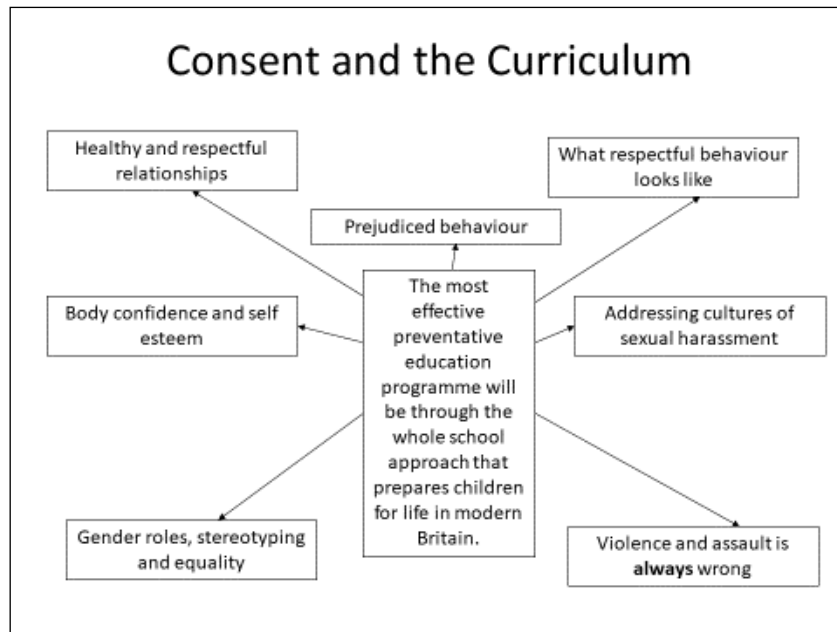 Consent and the Curriculum
Healthy and respectful
relationships
What respectful behaviour
looks like
Prejudiced behaviour
Body confidence and self
esteem
The most
effective
preventative
education
programme will
be through the
whole school
approach that
prepares children
for life in modern
Britain.
Addressing cultures of
sexual harassment
Gender roles, stereotyping
and equality
Violence and assault is
always wrong